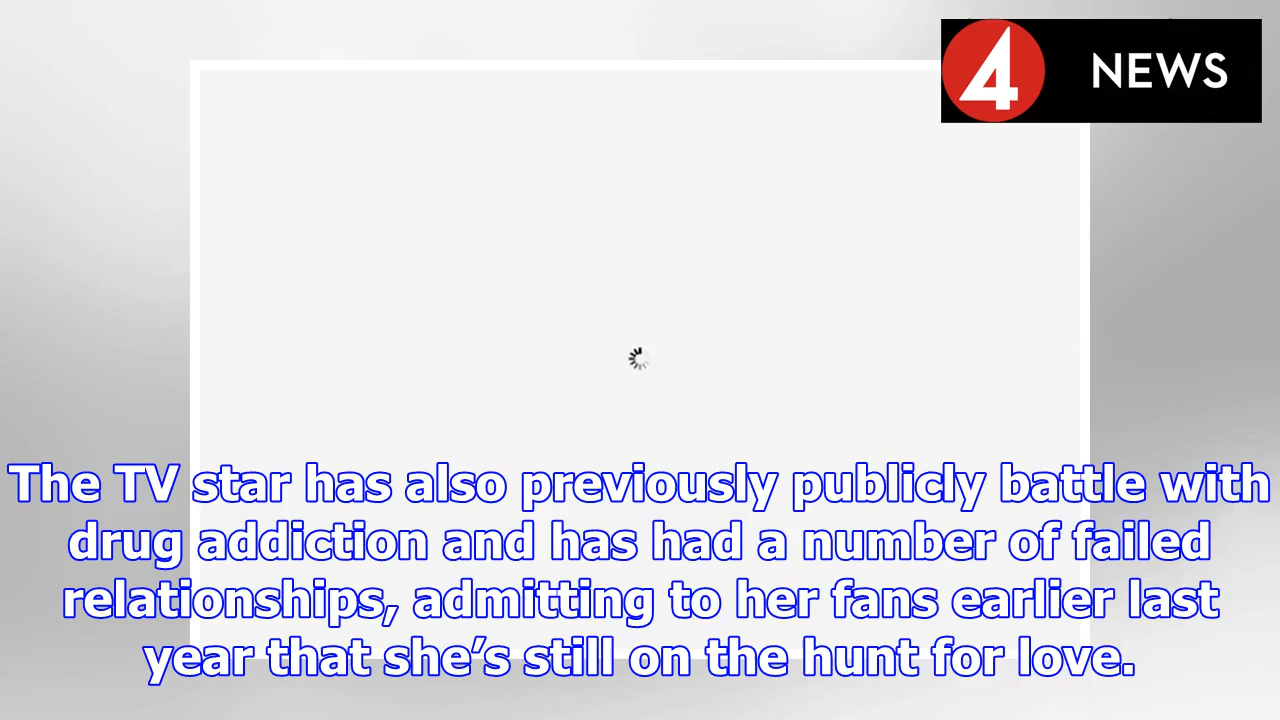 4 NEWS
The TV star has also previously publicly battle with
drug addiction and has had a number of failed
relationships, admitting to her fans earlier last
year that she’s still on the hunt for love.